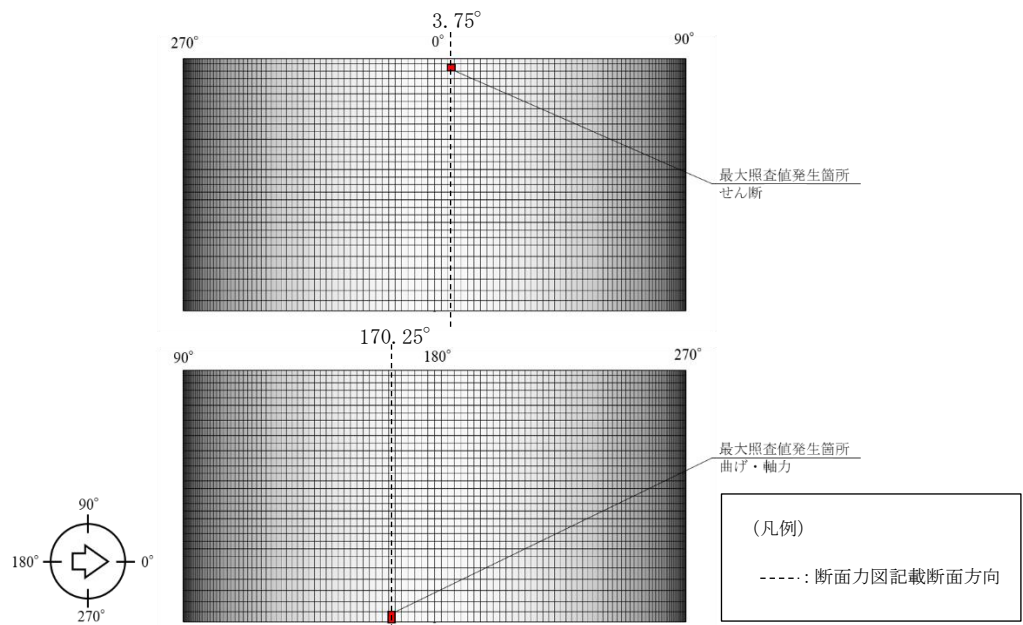 3.75°
270°
0°
90°
最大照査値発生箇所
せん断
170.25°
90°
180°
270°
最大照査値発生箇所
曲げ・軸力
90°
180°
0°
270°
(凡例)
-----:断面力図記載断面方向